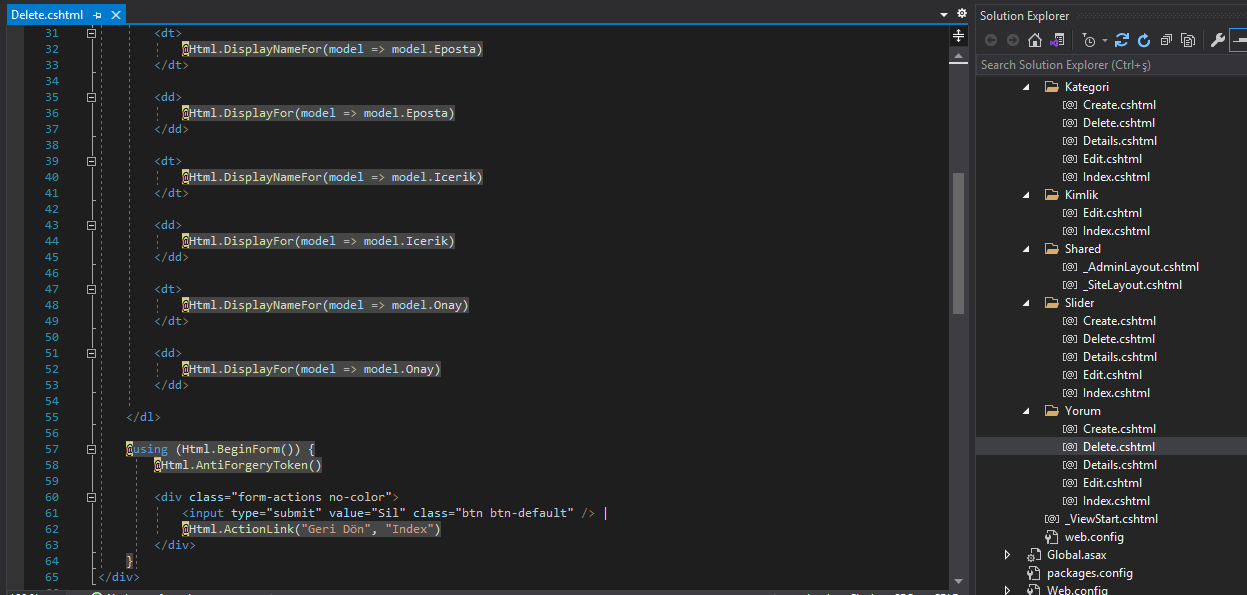 Delete.cshtml
31 <dt>
32 @Html.DisplayNameFor(model => model.Eposta)
33 </dt>
34
35 <dd>
36 @Html.DisplayFor(model => model.Eposta)
37 </dd>
38
39 <dt>
40 @Html.DisplayNameFor(model => model.Icerik)
41 </dt>
42
43 <dd>
44 @Html.DisplayFor(model => model.Icerik)
45 </dd>
46
47 <dt>
48 @Html.DisplayNameFor(model => model.Onay)
49 </dt>
50
51 <dd>
52 @Html.DisplayFor(model => model.Onay)
53 </dd>
54
55 </dl>
56
57 @using (Html.BeginForm()) {
58 @Html.AntiForgeryToken()
59
60 <div class="form-actions no-color">
61 <input type="submit" value="Sil" class="btn btn-default" /> |
62 @Html.ActionLink("Geri Dön", "Index")
63 </div>
64 }
65 </div>
Solution Explorer
Search Solution Explorer (Ctrl+ş)
Kategori
Create.cshtml
Delete.cshtml
Details.cshtml
Edit.cshtml
Index.cshtml
Kimlik
Edit.cshtml
Index.cshtml
Shared
_AdminLayout.cshtml
_SiteLayout.cshtml
Slider
Create.cshtml
Delete.cshtml
Details.cshtml
Edit.cshtml
Index.cshtml
Yorum
Create.cshtml
Delete.cshtml
Details.cshtml
Edit.cshtml
Index.cshtml
_ViewStart.cshtml
web.config
Global.asax
packages.config
Web.config